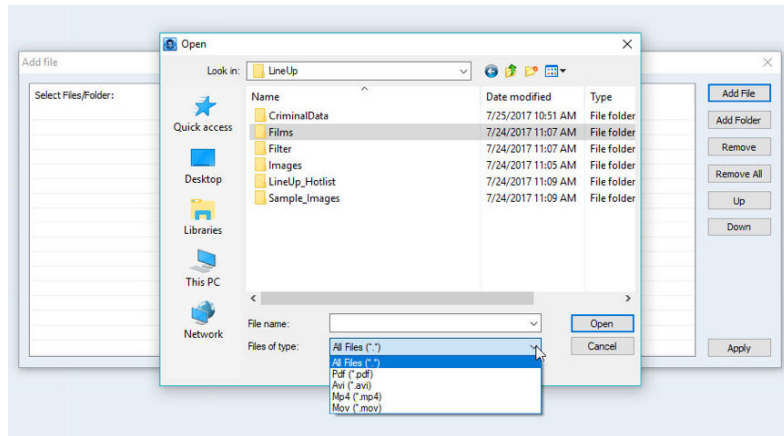 Open
Add file
Look in: LineUp
Select Files/Folder:
Name Date modified Type
CriminalData 7/25/2017 10:51 AM File folder
Films 7/24/2017 11:07 AM File folder
Filter 7/24/2017 11:07 AM File folder
Images 7/24/2017 11:05 AM File folder
LineUp_Hotlist 7/24/2017 11:09 AM File folder
Sample_Images 7/24/2017 11:09 AM File folder
Quick access
Desktop
Libraries
This PC
Network
File name:
Open
Files of type: All Files (*.*)
Cancel
All Files (*.*)
Pdf (*.pdf)
Avi (*.avi)
Mp4 (*.mp4)
Mov (*.mov)
Add File
Add Folder
Remove
Remove All
Up
Down
Apply